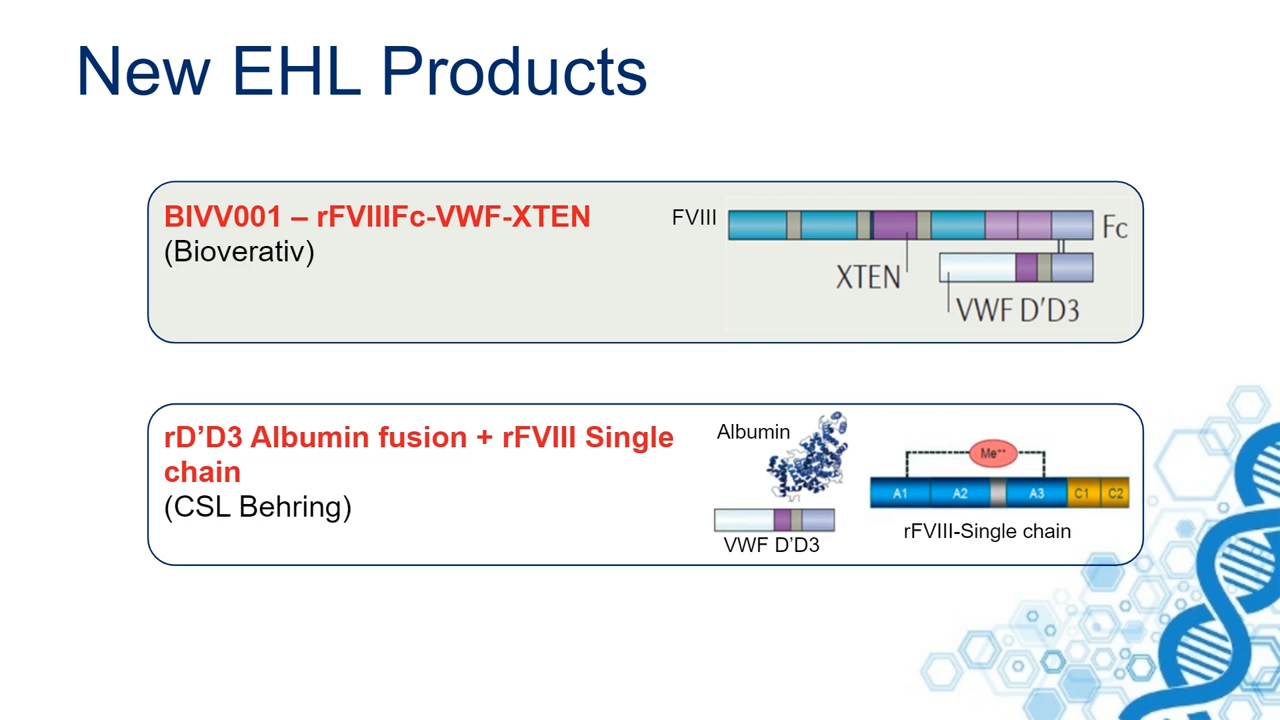 New EHL Products
BIVV001 – rFVIIIFc-VWF-XTEN
(Bioverativ)
FVIII
Fc
XTEN
VWF D'D3
rD’D3 Albumin fusion + rFVIII Single
chain
(CSL Behring)
Albumin
VWF D’D3
Me++
A1 A2 A3 C1 C2
rFVIII-Single chain